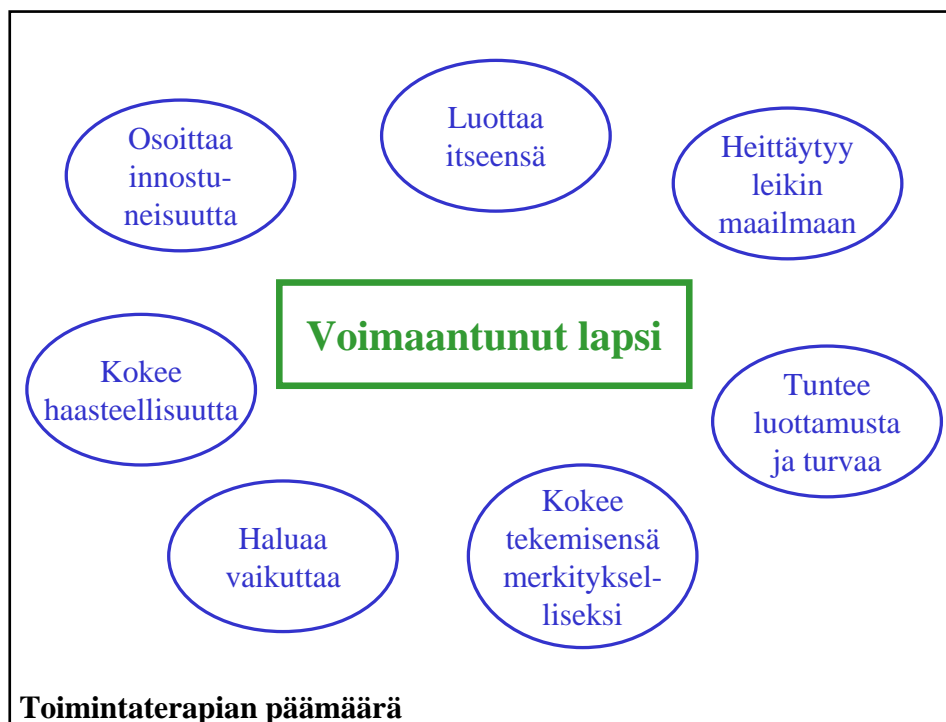 Osoittaa
innostu-
neisuutta
Luottaa
itseensä
Heittäytyy
leikin
maailmaan
Voimaantunut lapsi
Kokee
haasteellisuutta
Tuntee
luottamusta
ja turvaa
Haluaa
vaikuttaa
Kokee
tekemisensä
merkityksel-
liseksi
Toimintaterapian päämäärä